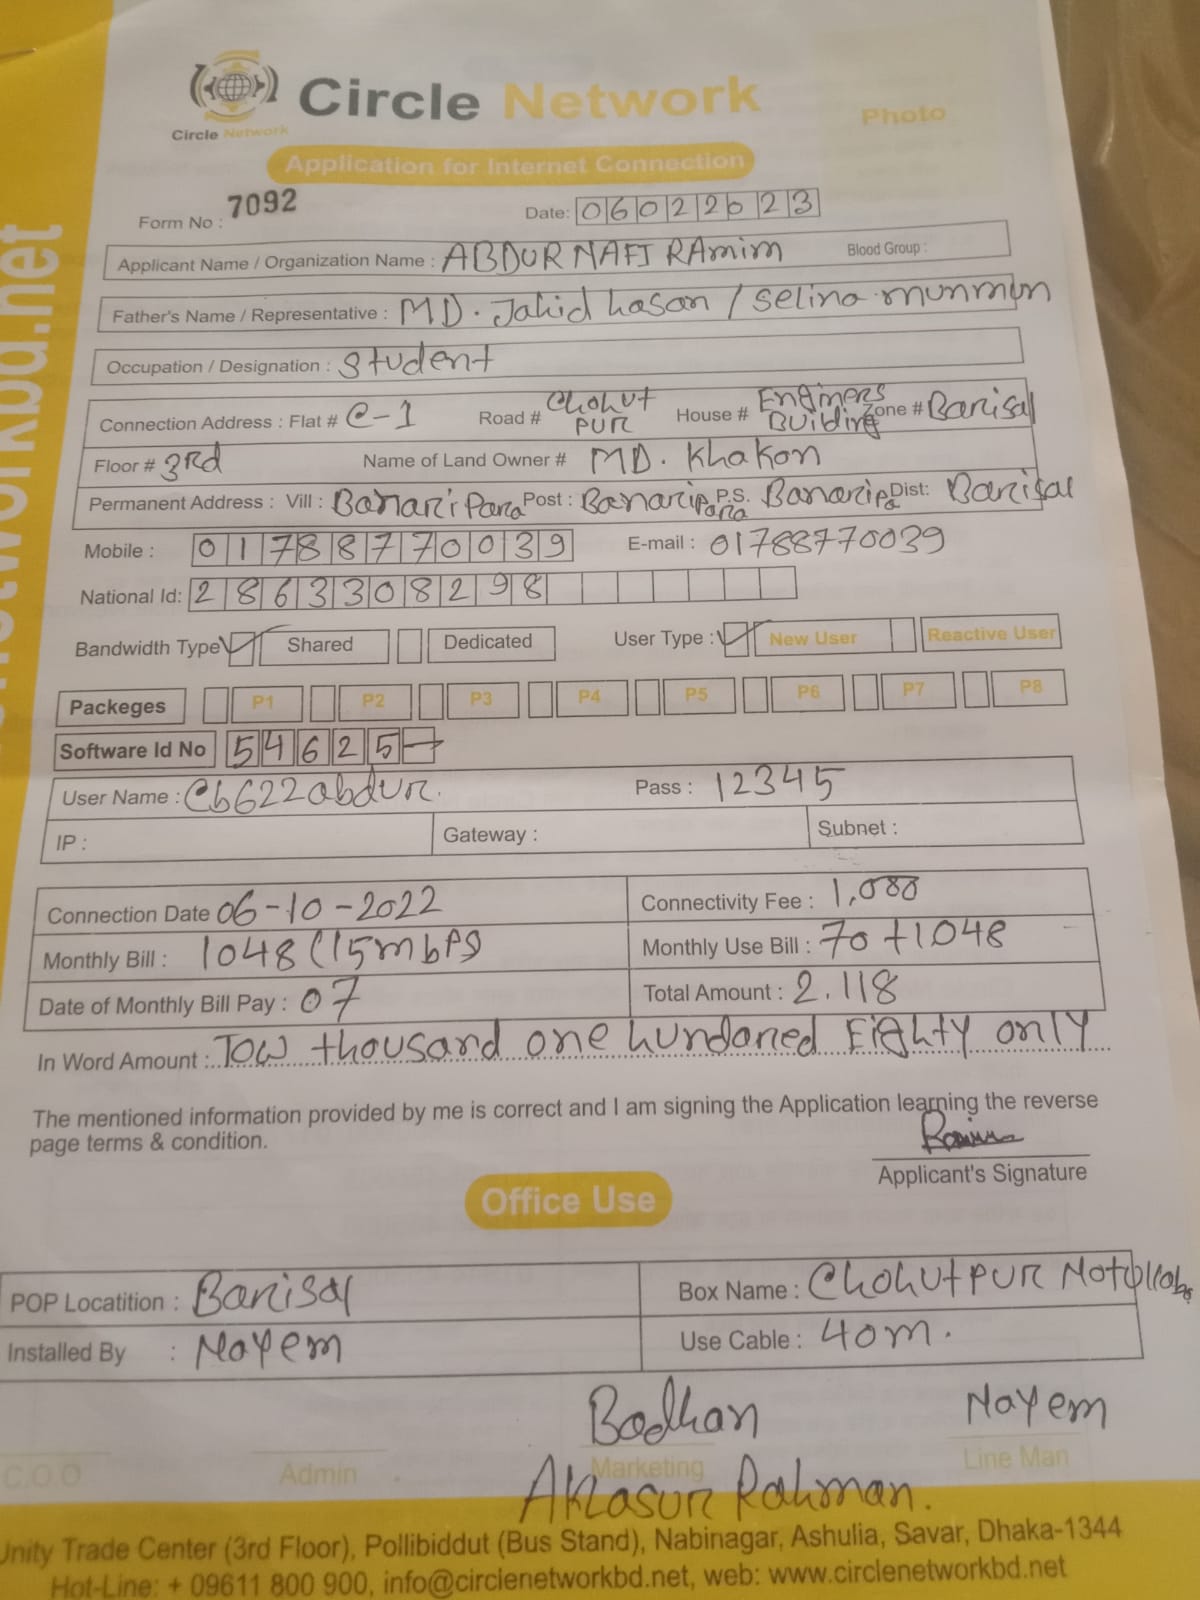 Circle Network
Circle Network
Photo
Application for Internet Connection
Form No : 7092
Date: 06022023
Applicant Name / Organization Name : ABDUR NAFI RAmim Blood Group :
Father's Name / Representative : MD. Jahid hasan / Selina munmun
Occupation / Designation : Student
Connection Address : Flat # C-1 Road # Chohut PUR House # Enginers Building Zone # Barisal
Floor # 3rd Name of Land Owner # MD. Khakon
Permanent Address : Vill : Banari Para Post : Banaripara P.S. Banaripa Dist: Barisal
Mobile : 01788770039 E-mail : 01788770039
National Id: 2863308298
Bandwidth Type Shared Dedicated User Type : New User Reactive User
Packeges P1 P2 P3 P4 P5 P6 P7 P8
Software Id No 54625
User Name : Cb622abdur. Pass : 12345
IP : Gateway : Subnet :
Connection Date 06-10-2022 Connectivity Fee : 1,000
Monthly Bill : 1048 (15mbps Monthly Use Bill : 70+1048
Date of Monthly Bill Pay : 07 Total Amount : 2.118
In Word Amount : Tow thousand one hundared Eighty only
The mentioned information provided by me is correct and I am signing the Application learning the reverse
page terms & condition.
Applicant's Signature
Office Use
POP Locatition : Barisal Box Name : Chohutpur
Installed By : Nayem Use Cable : 40m.
Bodhan Nayem
C.O.O Admin Marketing Line Man
Rahman.
Unity Trade Center (3rd Floor), Pollibiddut (Bus Stand), Nabinagar, Ashulia, Savar, Dhaka-1344
Hot-Line: + 09611 800 900, info@circlenetworkbd.net, web: www.circlenetworkbd.net